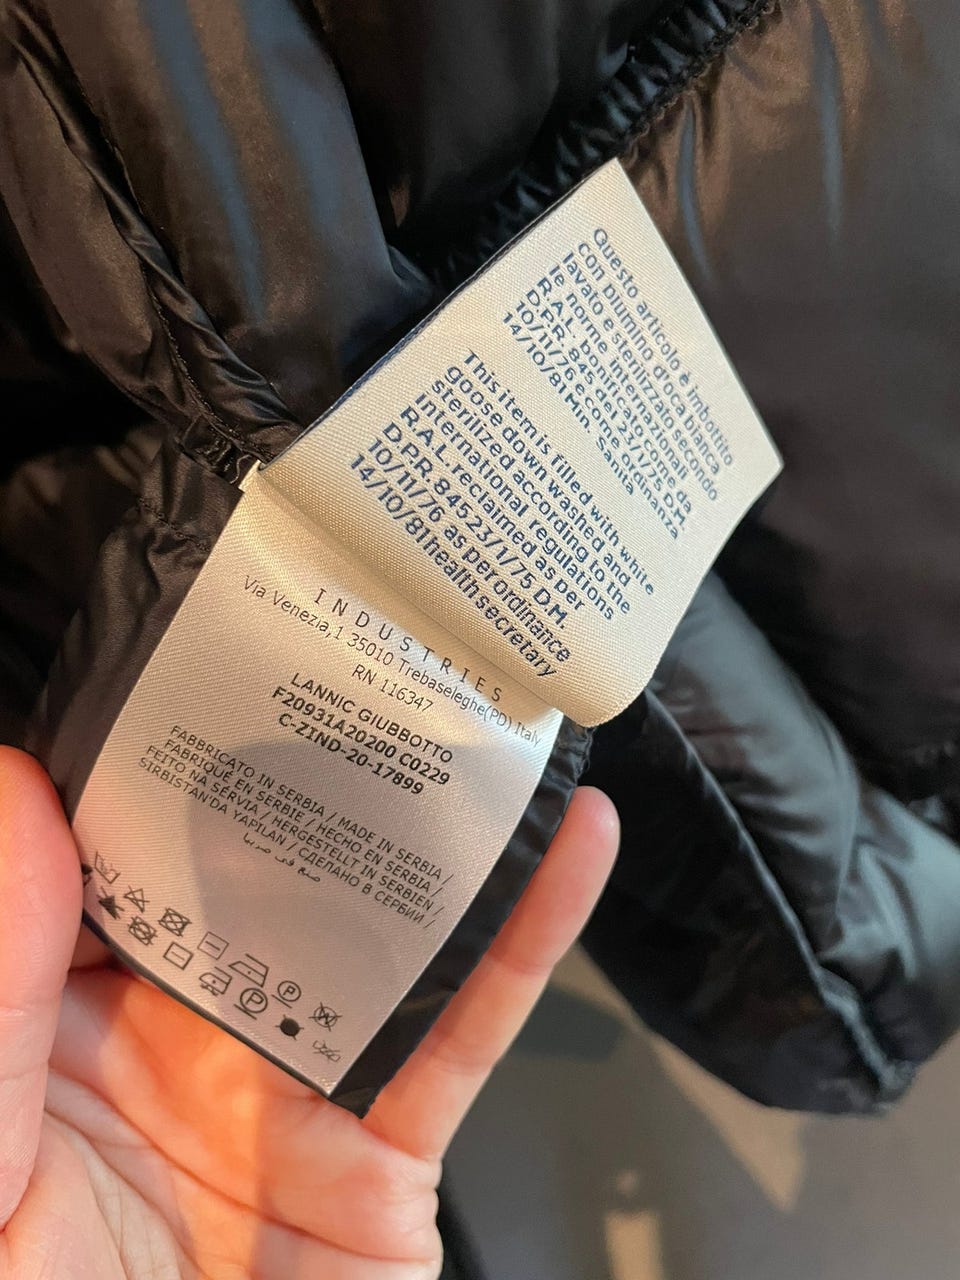 Questo articolo è imbottito
con piumino d'oca bianca
lavato e sterilizzato secondo
le norme internazionali
R.A.L. bonificato come da
D.P.R. 845 del 23/1/75 D.M.
10/11/76 e come ordinanza
14/10/81 Min. Sanità
This item is filled with white
goose down washed and
sterilized according to the
international regulations
R.A.L. reclaimed as per
D.P.R. 845 23/1/75 D.M.
10/11/76 as per ordinance
14/10/81 health secretary
INDUSTRIES
Via Venezia,1 35010 Trebaseleghe(PD) Italy
RN 116347
LANNIC GIUBBOTTO
F20931A20200 C0229
C-ZIND-20-17899
FABBRICATO IN SERBIA / MADE IN SERBIA /
FABRIQUÉ EN SERBIE / HECHO EN SERBIA /
FEITO NA SÉRVIA / HERGESTELLT IN SERBIEN /
SIRBISTAN'DA YAPILAN / СДЕЛАНО В СЕРБИИ /
صنع في صربيا
P
W
P